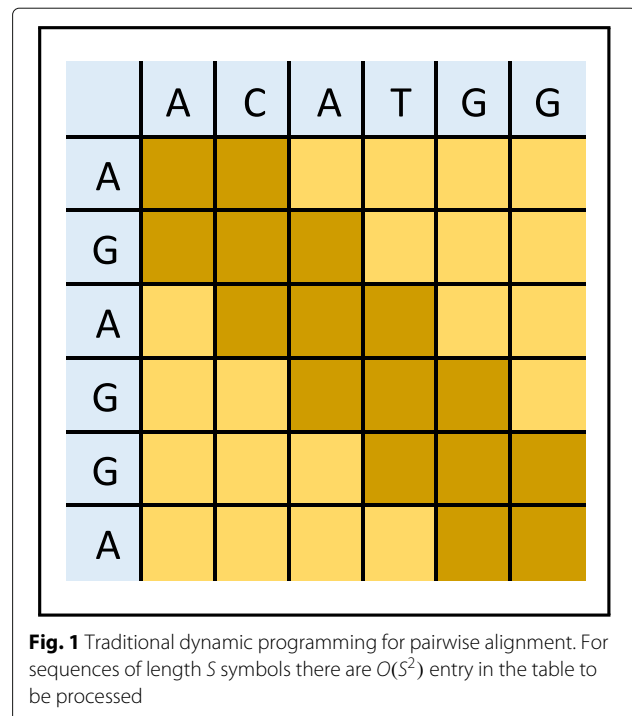 A C A T G G
A
G
A
G
G
A
Fig. 1 Traditional dynamic programming for pairwise alignment. For
sequences of length S symbols there are O(S²) entry in the table to
be processed